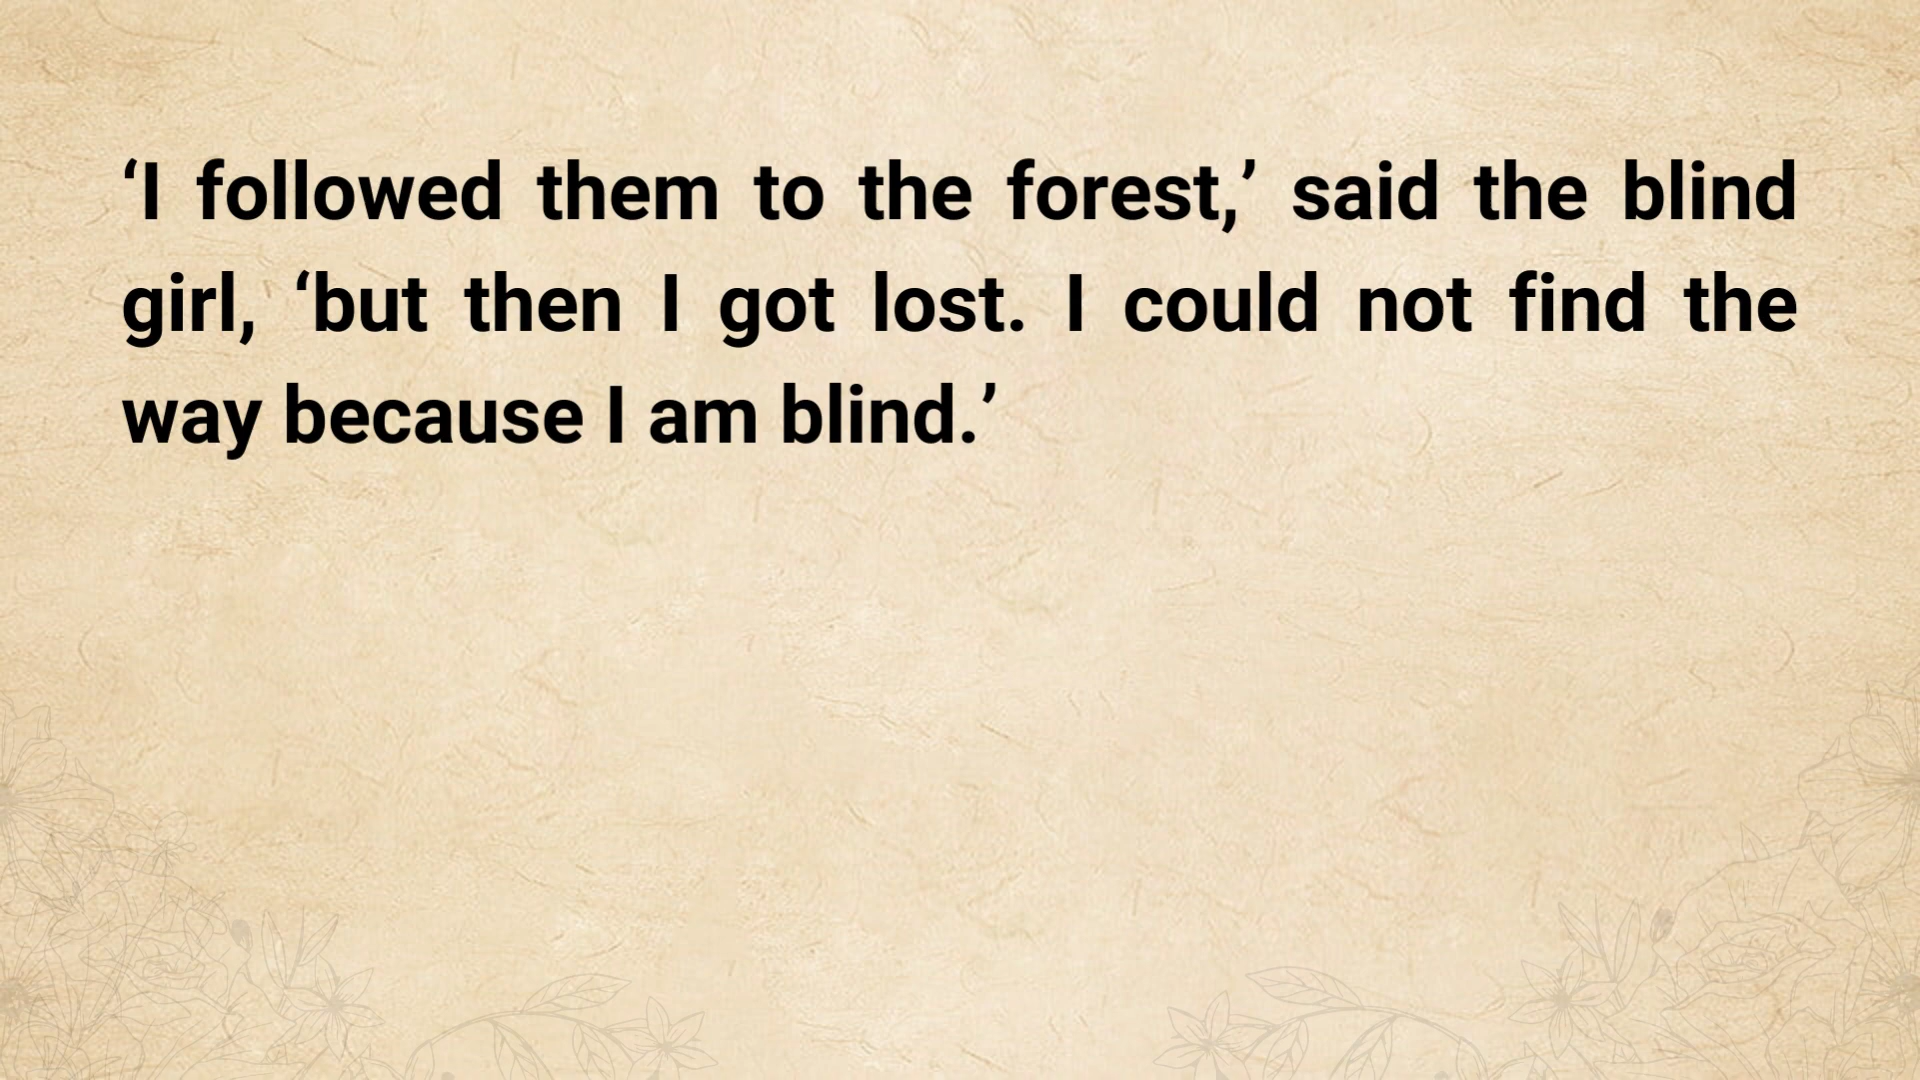 ‘I followed them to the forest,’ said the blind
girl, ‘but then I got lost. I could not find the
way because I am blind.’